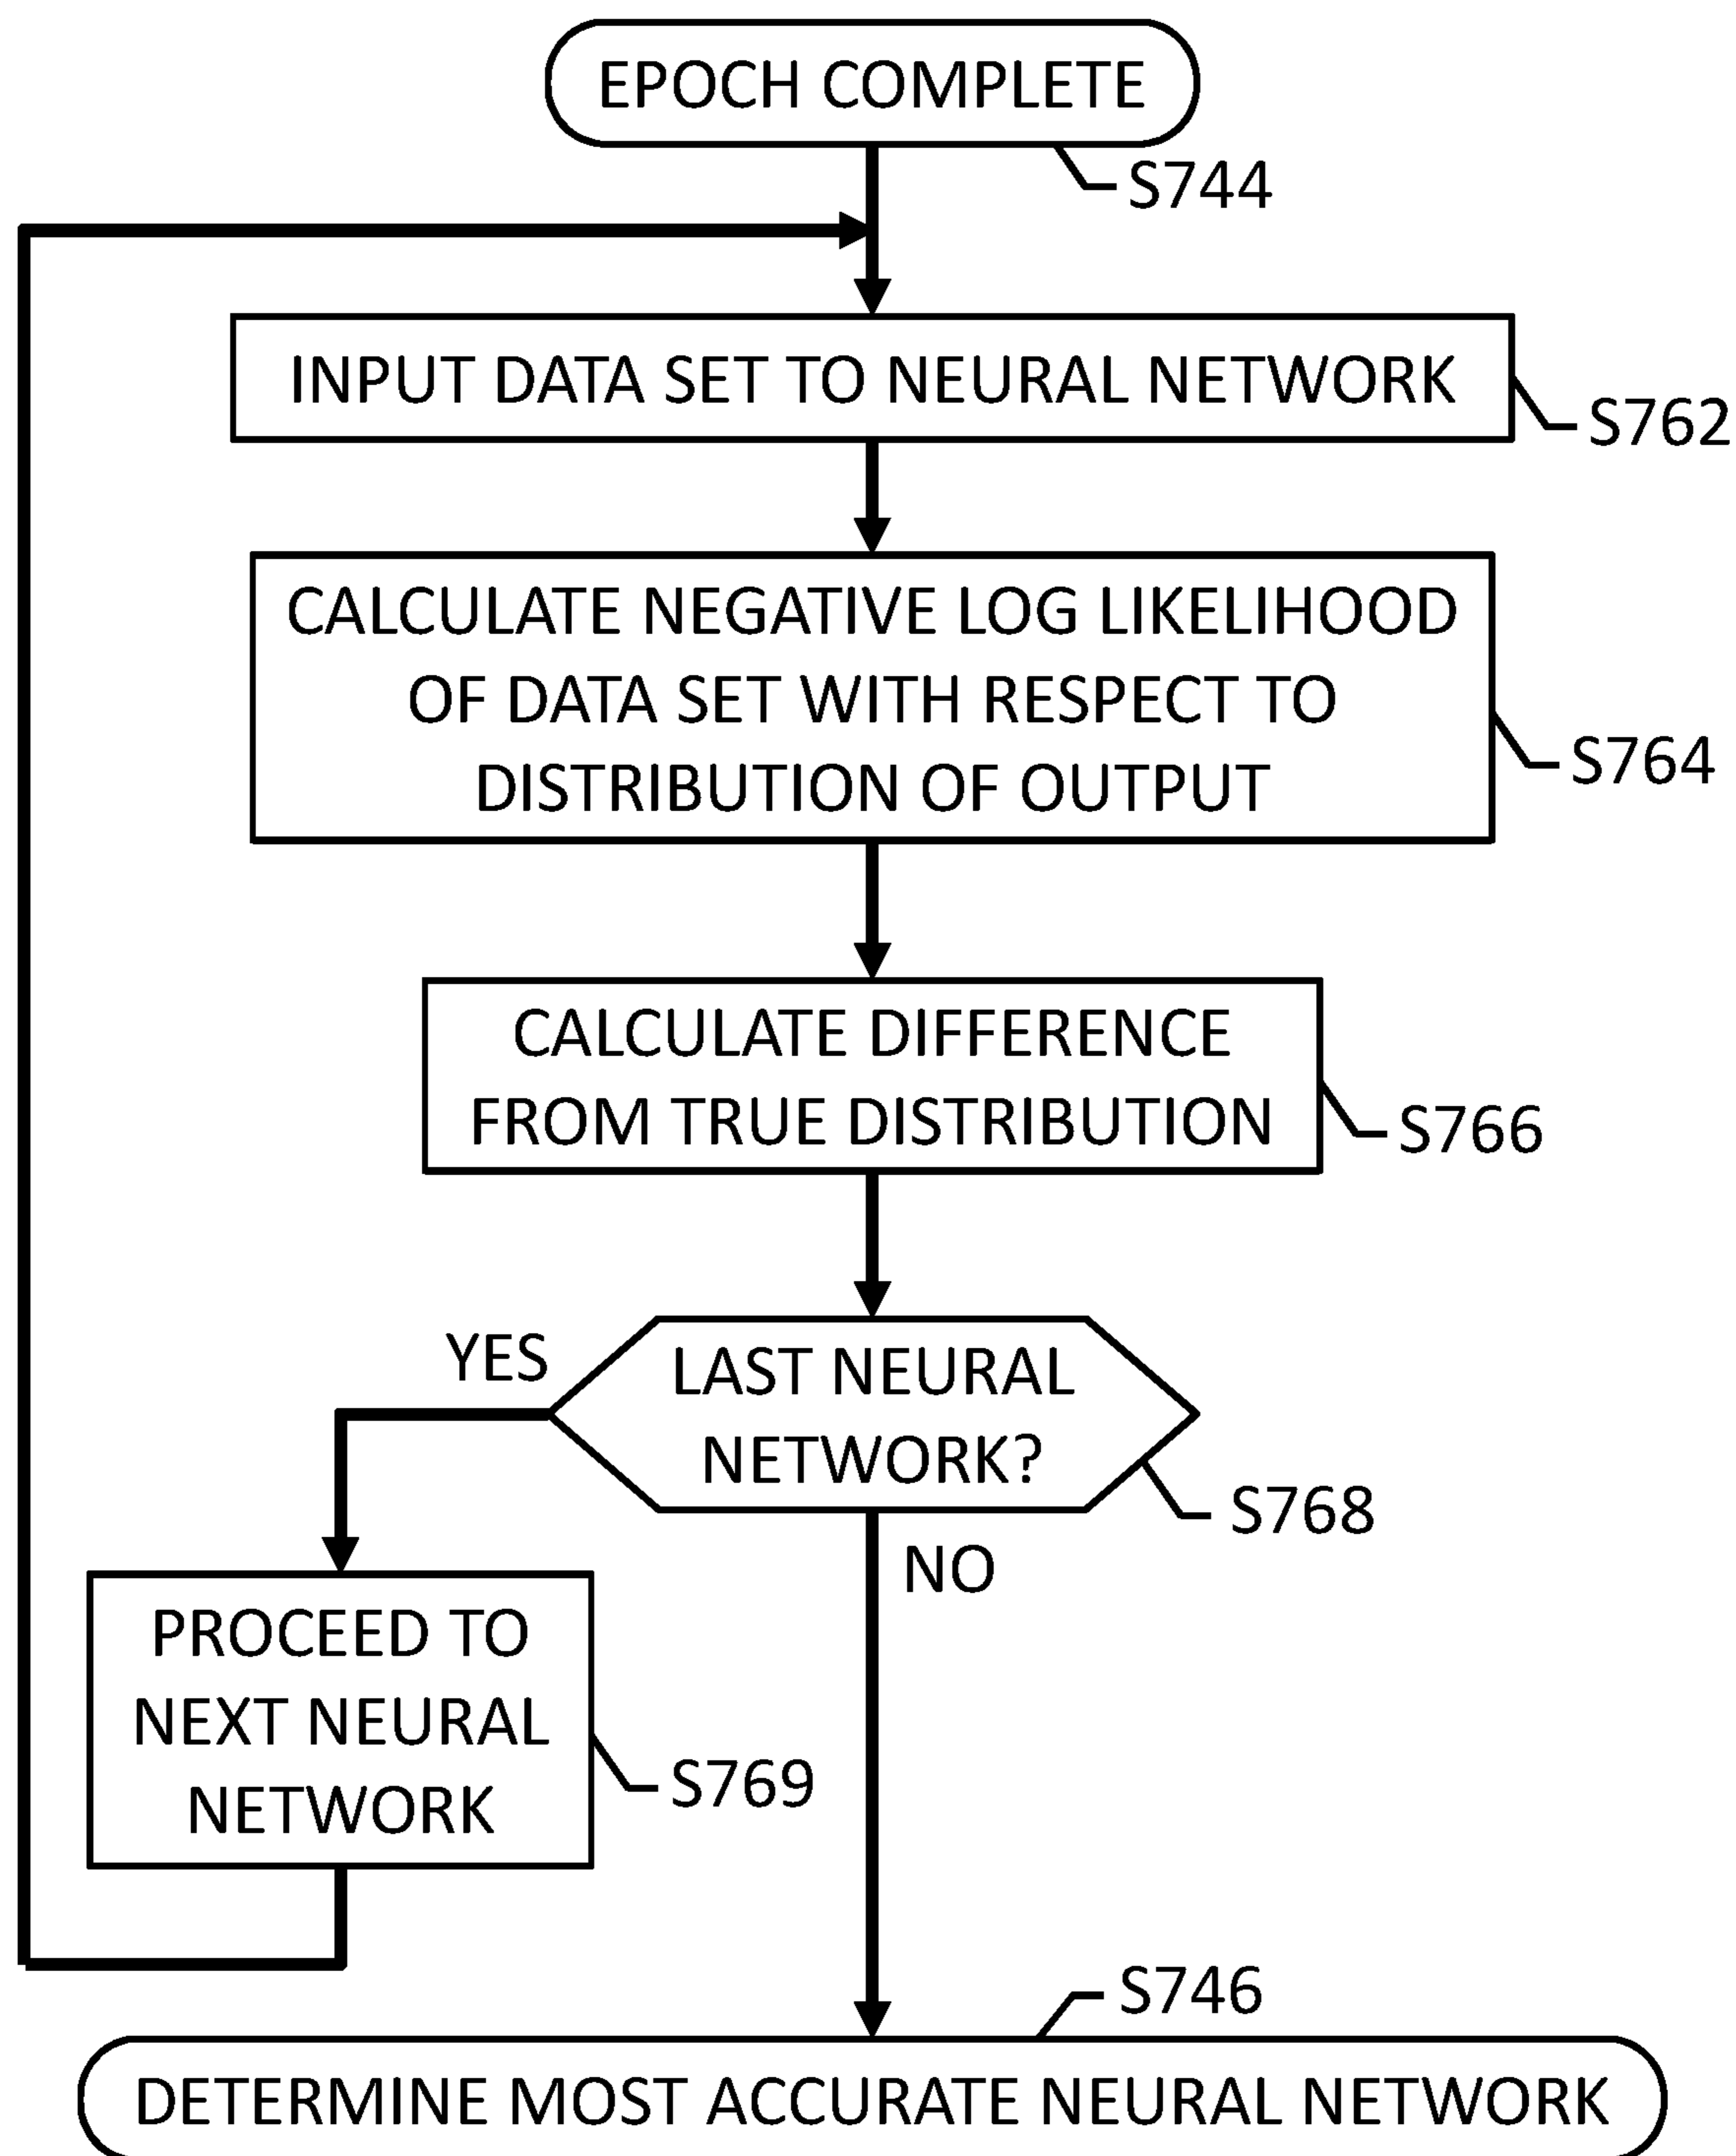 EPOCH COMPLETE
S744
INPUT DATA SET TO NEURAL NETWORK
S762
CALCULATE NEGATIVE LOG LIKELIHOOD
OF DATA SET WITH RESPECT TO
DISTRIBUTION OF OUTPUT
S764
CALCULATE DIFFERENCE
FROM TRUE DISTRIBUTION
S766
YES
LAST NEURAL
NETWORK?
S768
NO
PROCEED TO
NEXT NEURAL
NETWORK
S769
S746
DETERMINE MOST ACCURATE NEURAL NETWORK